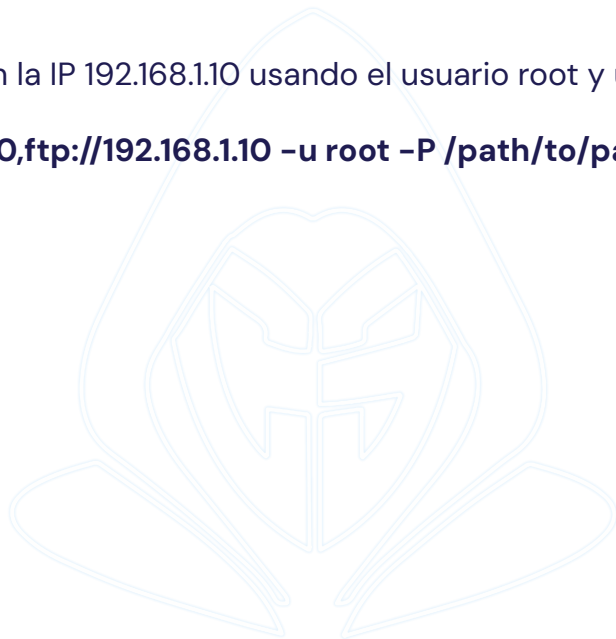 la IP 192.168.1.10 usando el usuario root y
0,ftp://192.168.1.10 -u root -P /path/to/pa